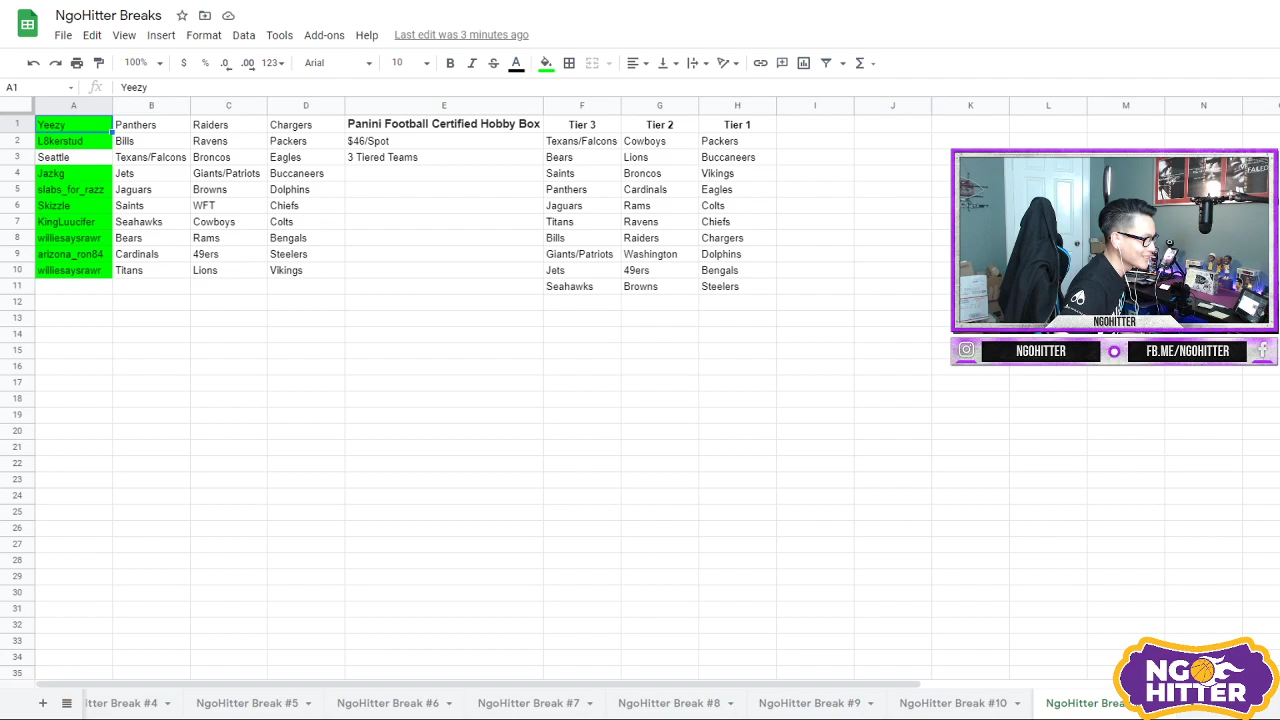 NgoHitter Breaks
File Edit View Insert Format Data Tools Add-ons Help Last edit was 3 minutes ago
100% $ % .0 .00 123 Arial 10 B I S A
A1 fx Yeezy
A B C D E F G H I J K L M N
1 Yeezy Panthers Raiders Chargers Panini Football Certified Hobby Box Tier 3 Tier 2 Tier 1
2 L8kerstud Bills Ravens Packers $46/Spot Texans/Falcons Cowboys Packers
3 Seattle Texans/Falcons Broncos Eagles 3 Tiered Teams Bears Lions Buccaneers
4 Jazkg Jets Giants/Patriots Buccaneers Saints Broncos Vikings
5 slabs_for_razz Jaguars Browns Dolphins Panthers Cardinals Eagles
6 Skizzle Saints WFT Chiefs Jaguars Rams Colts
7 KingLuucifer Seahawks Cowboys Colts Titans Ravens Chiefs
8 williesaysrawr Bears Rams Bengals Bills Raiders Chargers
9 arizona_ron84 Cardinals 49ers Steelers Giants/Patriots Washington Dolphins
10 williesaysrawr Titans Lions Vikings Jets 49ers Bengals
11 Seahawks Browns Steelers
12
13
14
15
16
17
18
19
20
21
22
23
24
25
26
27
28
29
30
31
32
33
34
35
NGOHITTER
NGOHITTER FB.ME/NGOHITTER
NGO
HITTER
itter Break #4 NgoHitter Break #5 NgoHitter Break #6 NgoHitter Break #7 NgoHitter Break #8 NgoHitter Break #9 NgoHitter Break #10 NgoHitter Brea